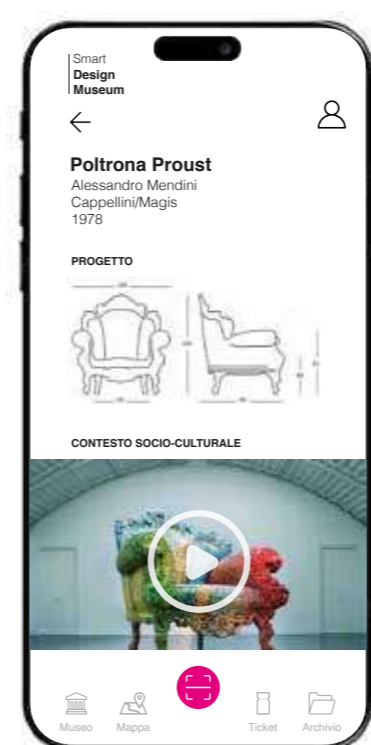 Smart
Design
Museum
Poltrona Proust
Alessandro Mendini
Cappellini/Magis
1978
PROGETTO
CONTESTO SOCIO-CULTURALE
Museo
Mappa
Ticket
Archivio